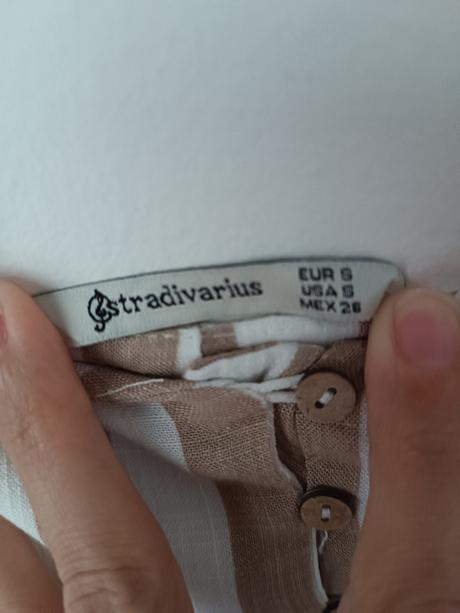 stradivarius
EUR S
USA S
MEX 26